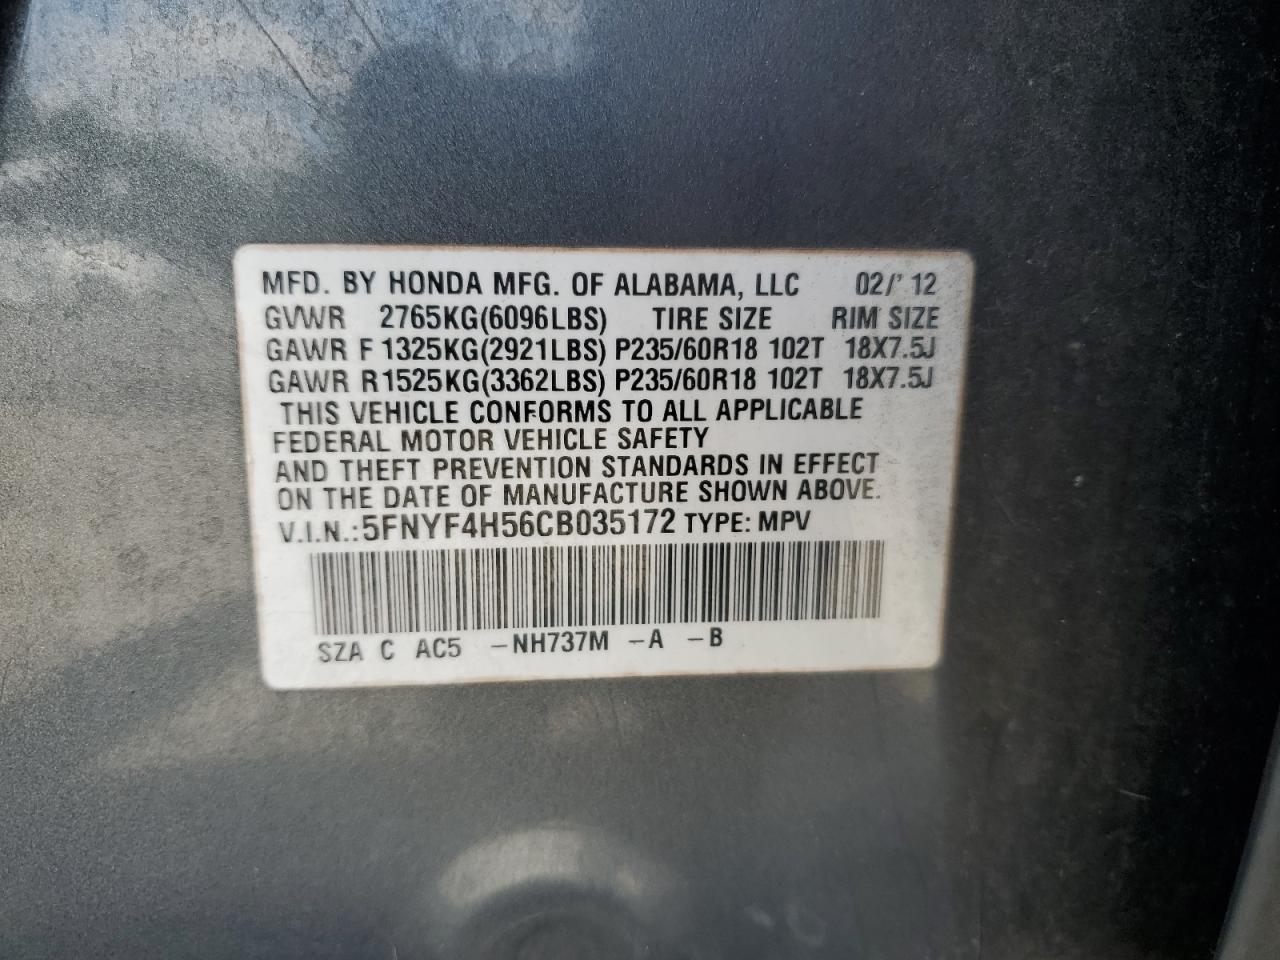 MFD. BY HONDA MFG. OF ALABAMA, LLC 02/' 12
GVWR 2765KG(6096LBS) TIRE SIZE RIM SIZE
GAWR F 1325KG(2921LBS) P235/60R18 102T 18X7.5J
GAWR R 1525KG(3362LBS) P235/60R18 102T 18X7.5J
THIS VEHICLE CONFORMS TO ALL APPLICABLE
FEDERAL MOTOR VEHICLE SAFETY
AND THEFT PREVENTION STANDARDS IN EFFECT
ON THE DATE OF MANUFACTURE SHOWN ABOVE.
V.I.N.:5FNYF4H56CB035172 TYPE: MPV
SZA C AC5 -NH737M -A -B